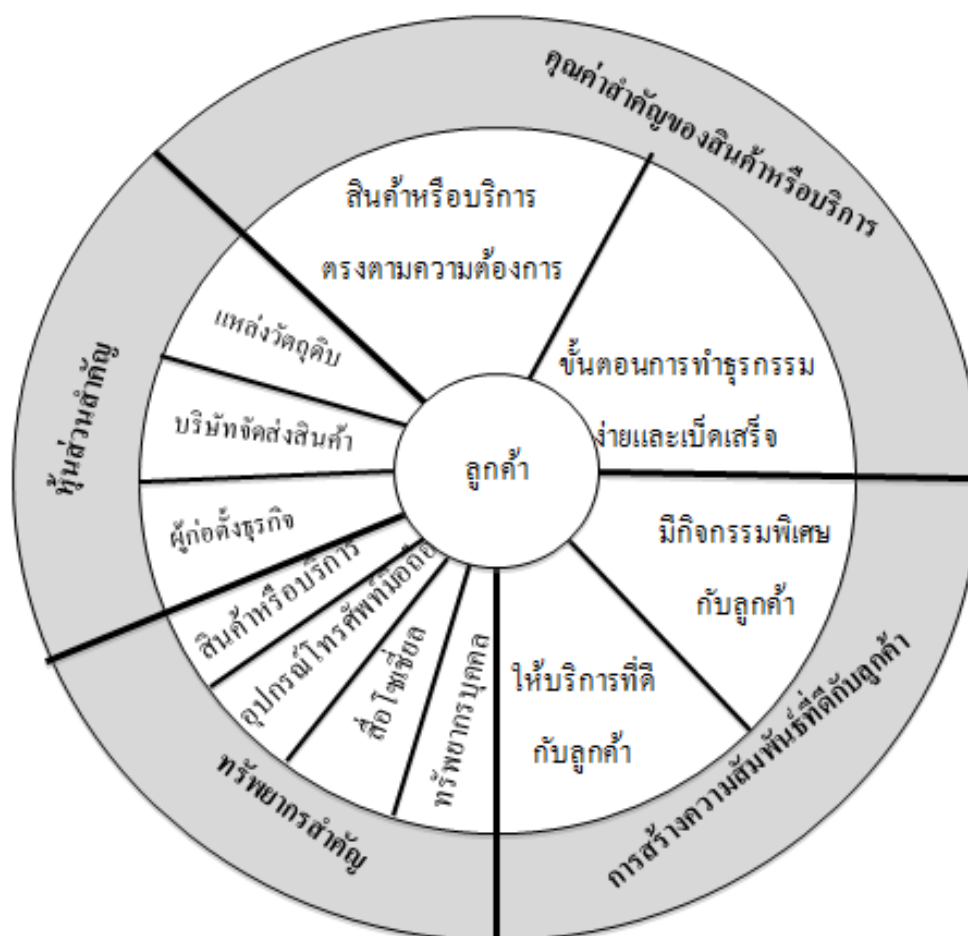 คุณค่าสำคัญของสินค้าหรือบริการ
สินค้าหรือบริการ
ตรงตามความต้องการ
ขั้นตอนการทำธุรกรรม
ง่ายและเบ็ดเสร็จ
ลูกค้า
หุ้นส่วนสำคัญ
แหล่งวัตถุดิบ
บริษัทจัดส่งสินค้า
ผู้ก่อตั้งธุรกิจ
ทรัพยากรสำคัญ
สินค้าหรือบริการ
อุปกรณ์โทรศัพท์มือถือ
สื่อโซเชี่ยล
ทรัพยากรบุคคล
การสร้างความสัมพันธ์ที่ดีกับลูกค้า
ให้บริการที่ดี
กับลูกค้า
มีกิจกรรมพิเศษ
กับลูกค้า